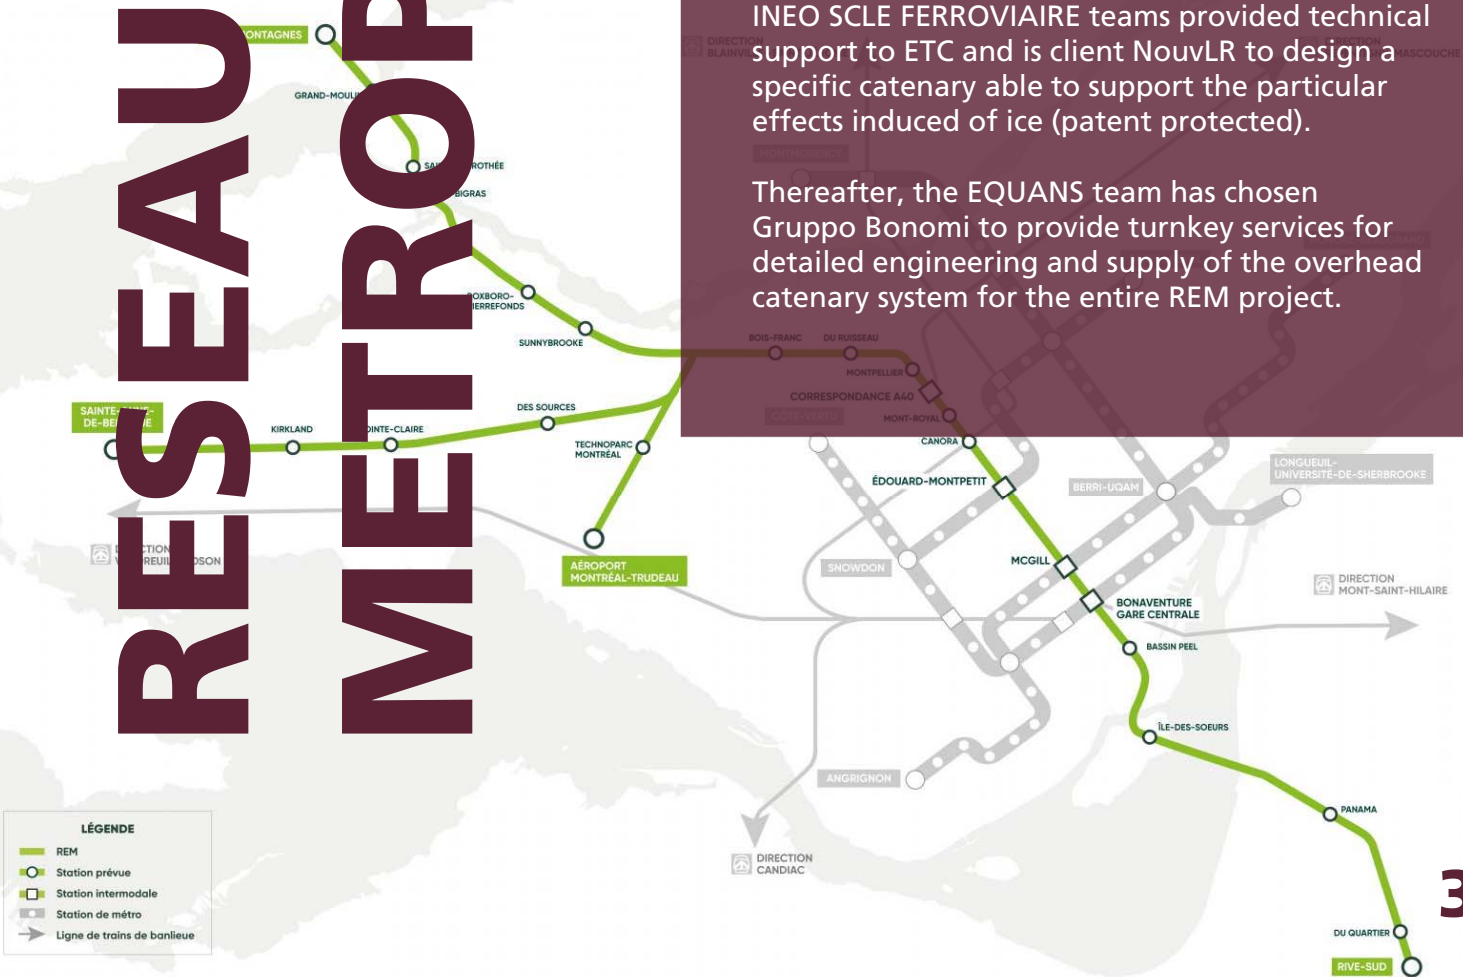 RESEAU
METROP
INEO SCLE FERROVIAIRE teams provided technical
support to ETC and is client NouvLR to design a
specific catenary able to support the particular
effects induced of ice (patent protected).
Thereafter, the EQUANS team has chosen
Gruppo Bonomi to provide turnkey services for
detailed engineering and supply of the overhead
catenary system for the entire REM project.
GRAND-MOULIN
BIGRAS
SUNNYBROOKE
BOIS-FRANC
DU RUISSEAU
MONTPELLIER
CORRESPONDANCE A40
CÔTE-VERTU
MONT-ROYAL
CANORA
ÉDOUARD-MONTPETIT
KIRKLAND
DES SOURCES
TECHNOPARC
MONTRÉAL
AÉROPORT
MONTRÉAL-TRUDEAU
BERRI-UQAM
LONGUEUIL-
UNIVERSITÉ-DE-SHERBROOKE
SNOWDON
MCGILL
BONAVENTURE
GARE CENTRALE
DIRECTION
MONT-SAINT-HILAIRE
BASSIN PEEL
ÎLE-DES-SOEURS
ANGRIGNON
PANAMA
DIRECTION
CANDIAC
DU QUARTIER
RIVE-SUD
LÉGENDE
REM
Station prévue
Station intermodale
Station de métro
Ligne de trains de banlieue
3